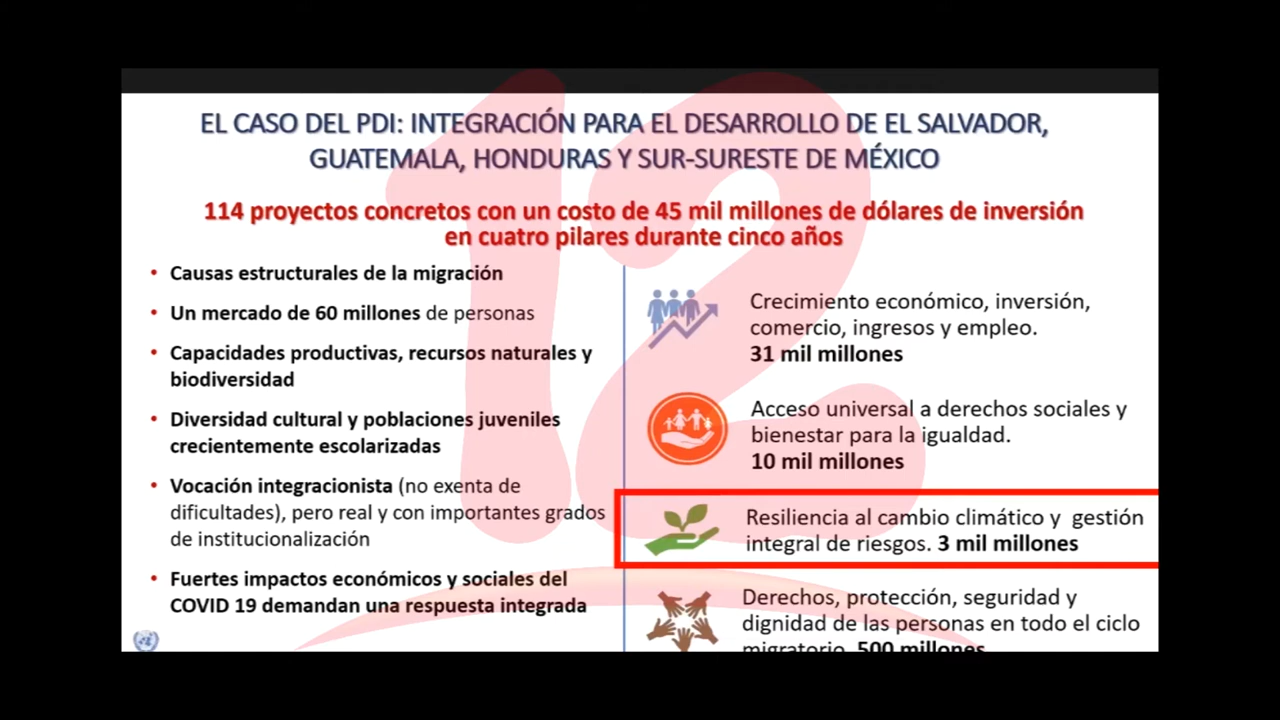 EL CASO DEL PDI: INTEGRACIÓN PARA EL DESARROLLO DE EL SALVADOR,
GUATEMALA, HONDURAS Y SUR-SURESTE DE MÉXICO
114 proyectos concretos con un costo de 45 mil millones de dólares de inversión
en cuatro pilares durante cinco años
• Causas estructurales de la migración
• Un mercado de 60 millones de personas
• Capacidades productivas, recursos naturales y
biodiversidad
• Diversidad cultural y poblaciones juveniles
crecientemente escolarizadas
• Vocación integracionista (no exenta de
dificultades), pero real y con importantes grados
de institucionalización
• Fuertes impactos económicos y sociales del
COVID 19 demandan una respuesta integrada
Crecimiento económico, inversión,
comercio, ingresos y empleo.
31 mil millones
Acceso universal a derechos sociales y
bienestar para la igualdad.
10 mil millones
Resiliencia al cambio climático y gestión
integral de riesgos. 3 mil millones
Derechos, protección, seguridad y
dignidad de las personas en todo el ciclo
migratorio. 500 millones
12